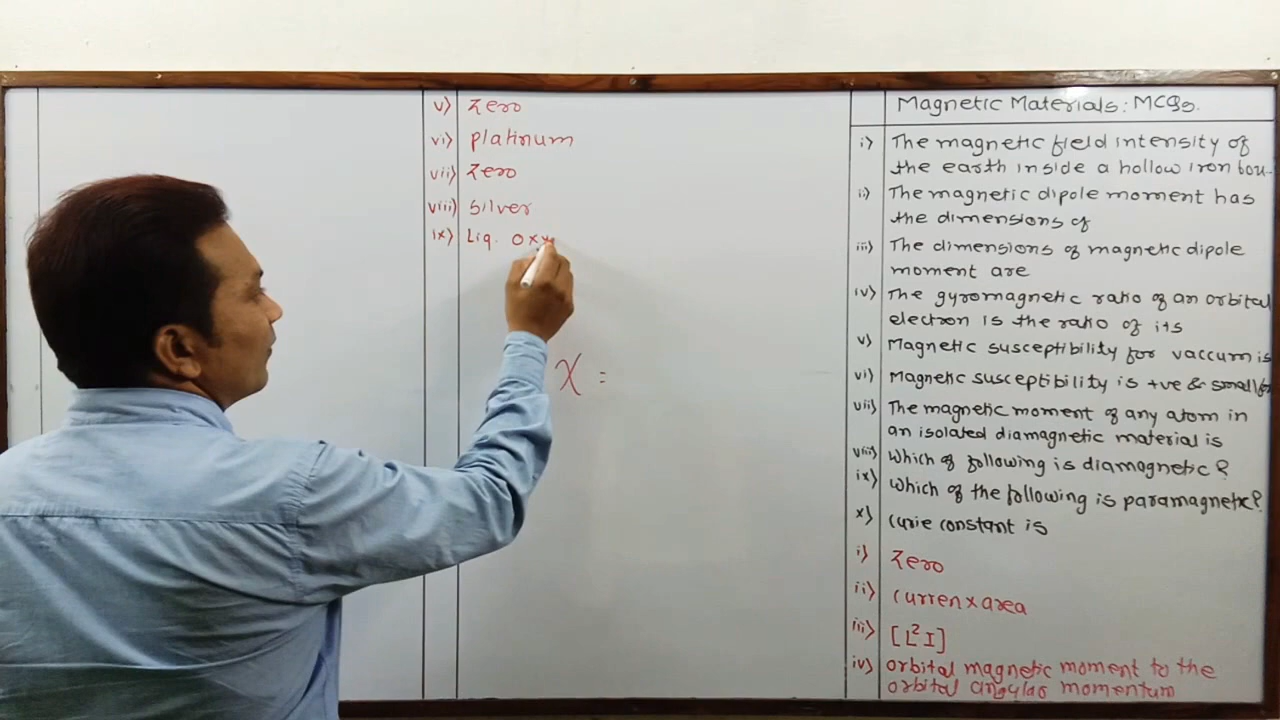 v) Zero
vi) platinum
vii) Zero
viii) Silver
ix) Liq. Oxy
χ =
Magnetic Materials: MCQs.
i) The magnetic field intensity of
the earth inside a hollow iron box
ii) The magnetic dipole moment has
the dimensions of
iii) The dimensions of magnetic dipole
moment are
iv) The gyromagnetic ratio of an orbital
electron is the ratio of its
v) Magnetic susceptibility for vaccum is
vi) Magnetic susceptibility is +ve & small for
vii) The magnetic moment of any atom in
an isolated diamagnetic material is
viii) Which of following is diamagnetic?
ix) Which of the following is paramagnetic?
x) Curie constant is
i) Zero
ii) Curren x area
iii) [L²I]
iv) orbital magnetic moment to the
orbital angular momentum